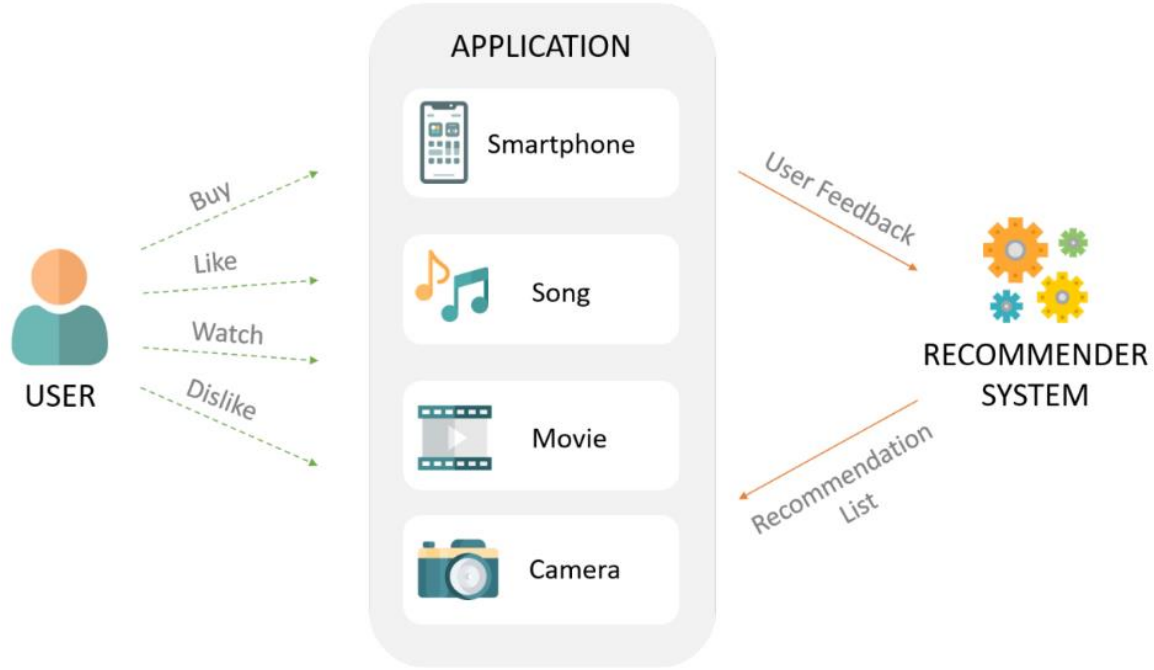 APPLICATION
Smartphone
Song
Movie
Camera
Buy
Like
Watch
Dislike
USER
User Feedback
RECOMMENDER
SYSTEM
Recommendation
List